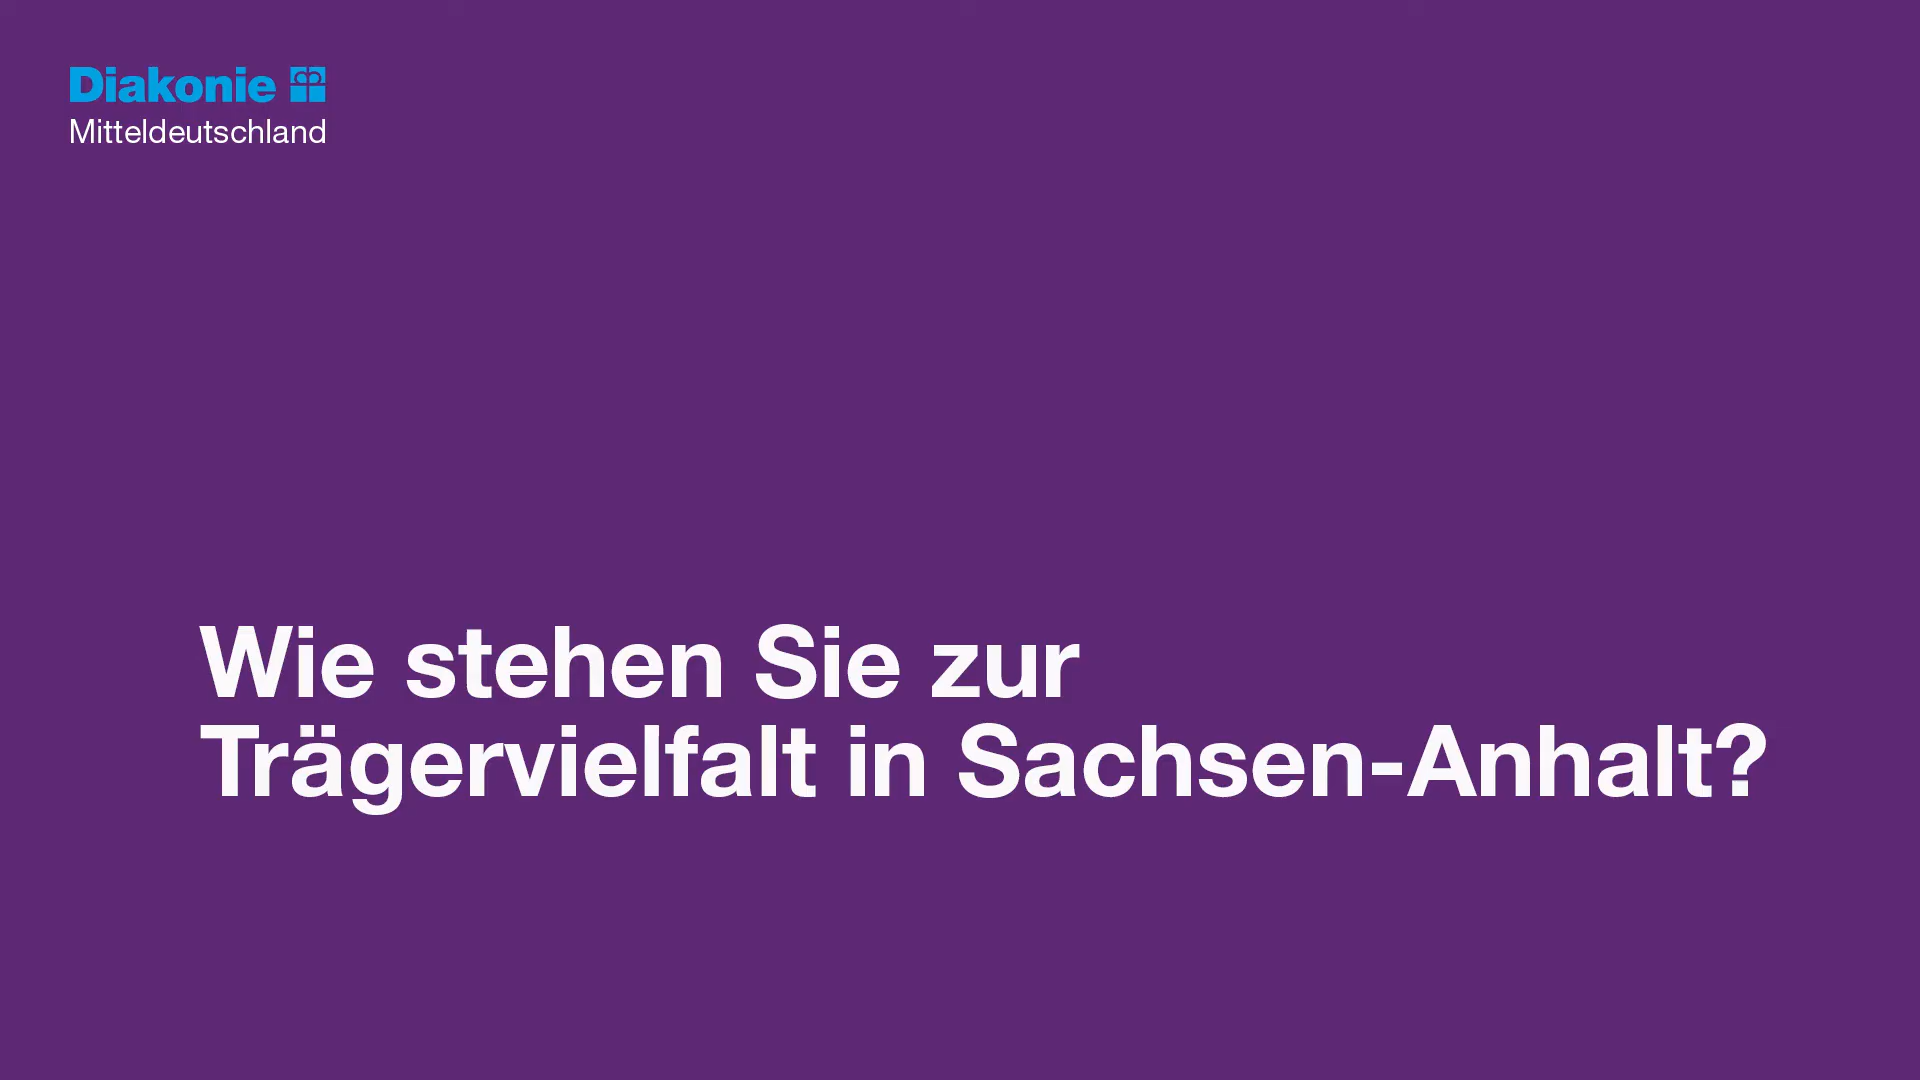 Diakonie
Mitteldeutschland
Wie stehen Sie zur
Trägervielfalt in Sachsen-Anhalt?